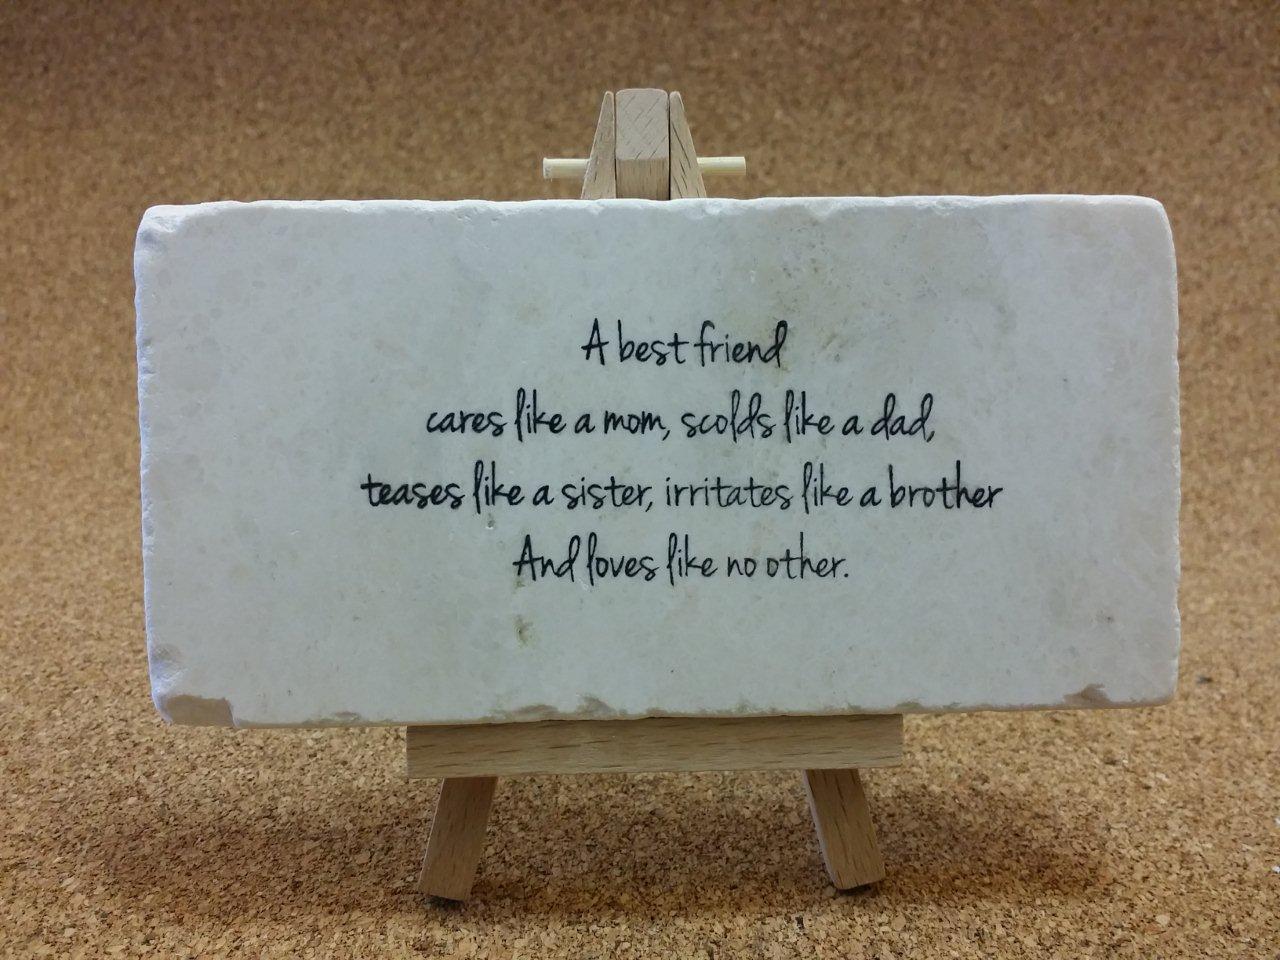 A best friend
cares like a mom, scolds like a dad,
teases like a sister, irritates like a brother
And loves like no other.